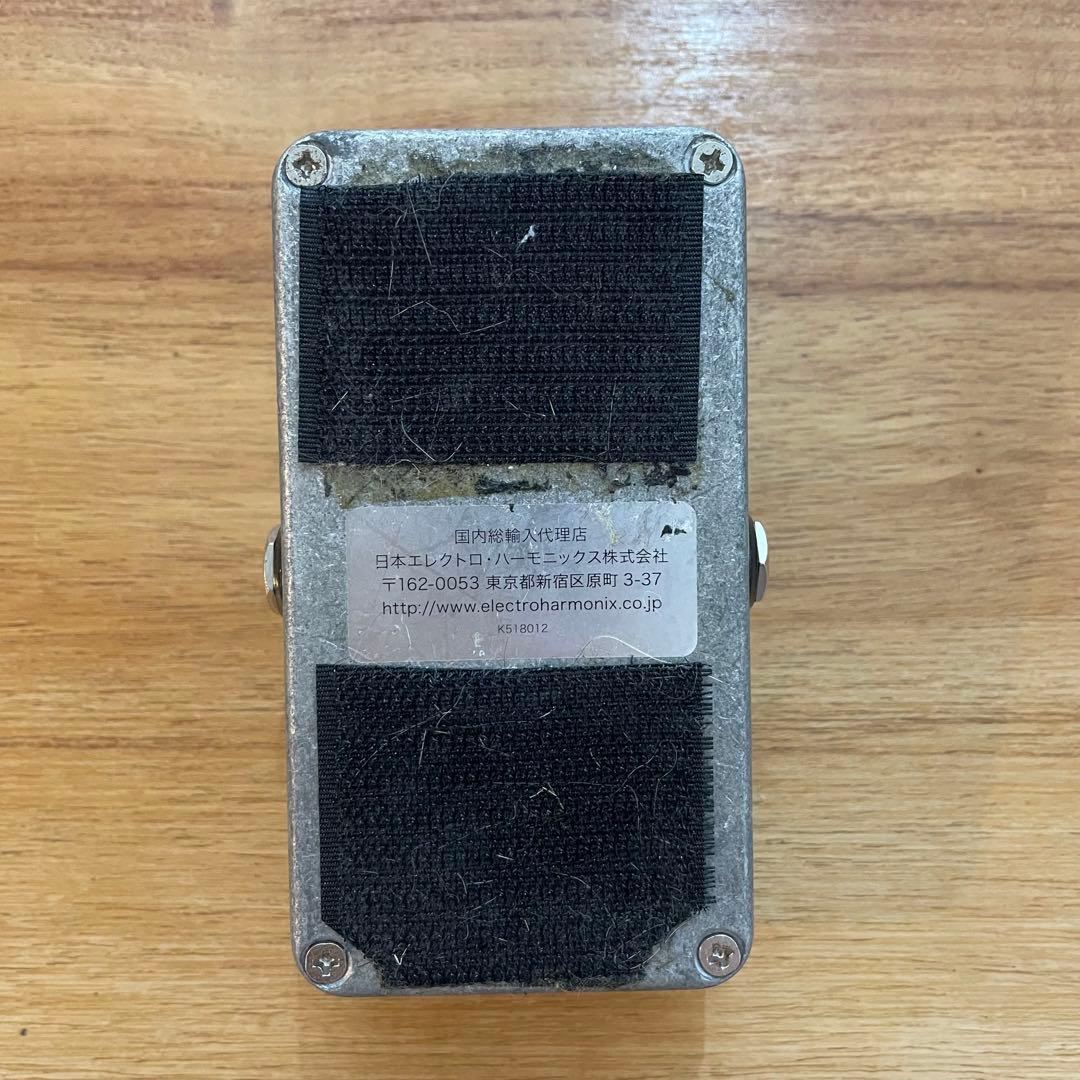 国内総輸入代理店
日本エレクトロ・ハーモニックス株式会社
〒162-0053 東京都新宿区原町 3-37
http://www.electroharmonix.co.jp
K518012